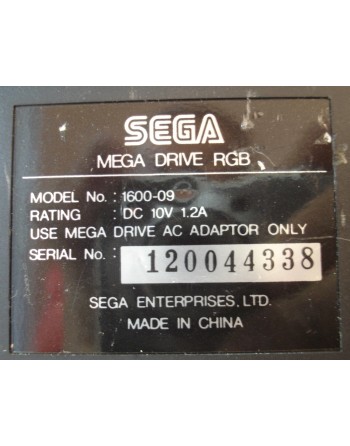 SEGA
MEGA DRIVE RGB
MODEL No. : 1600-09
RATING : DC 10V 1.2A
USE MEGA DRIVE AC ADAPTOR ONLY
SERIAL No. : 120044338
SEGA ENTERPRISES, LTD.
MADE IN CHINA